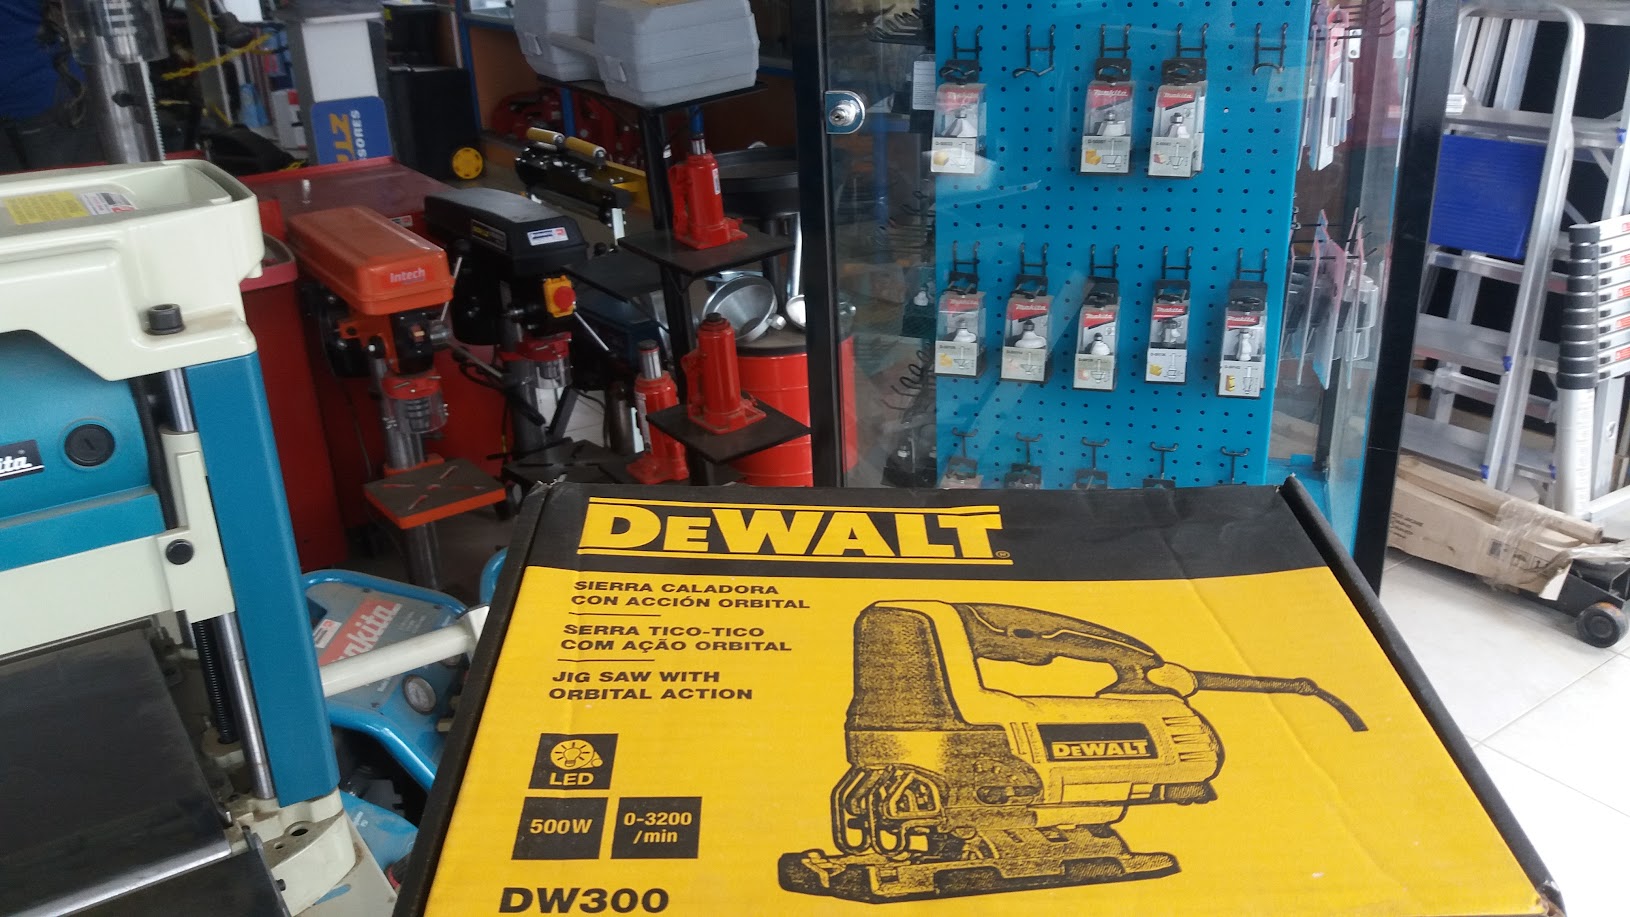 DEWALT®
SIERRA CALADORA
CON ACCIÓN ORBITAL
SERRA TICO-TICO
COM AÇÃO ORBITAL
JIG SAW WITH
ORBITAL ACTION
LED
500W
0-3200
/min
DW300
DEWALT
Intech
makita